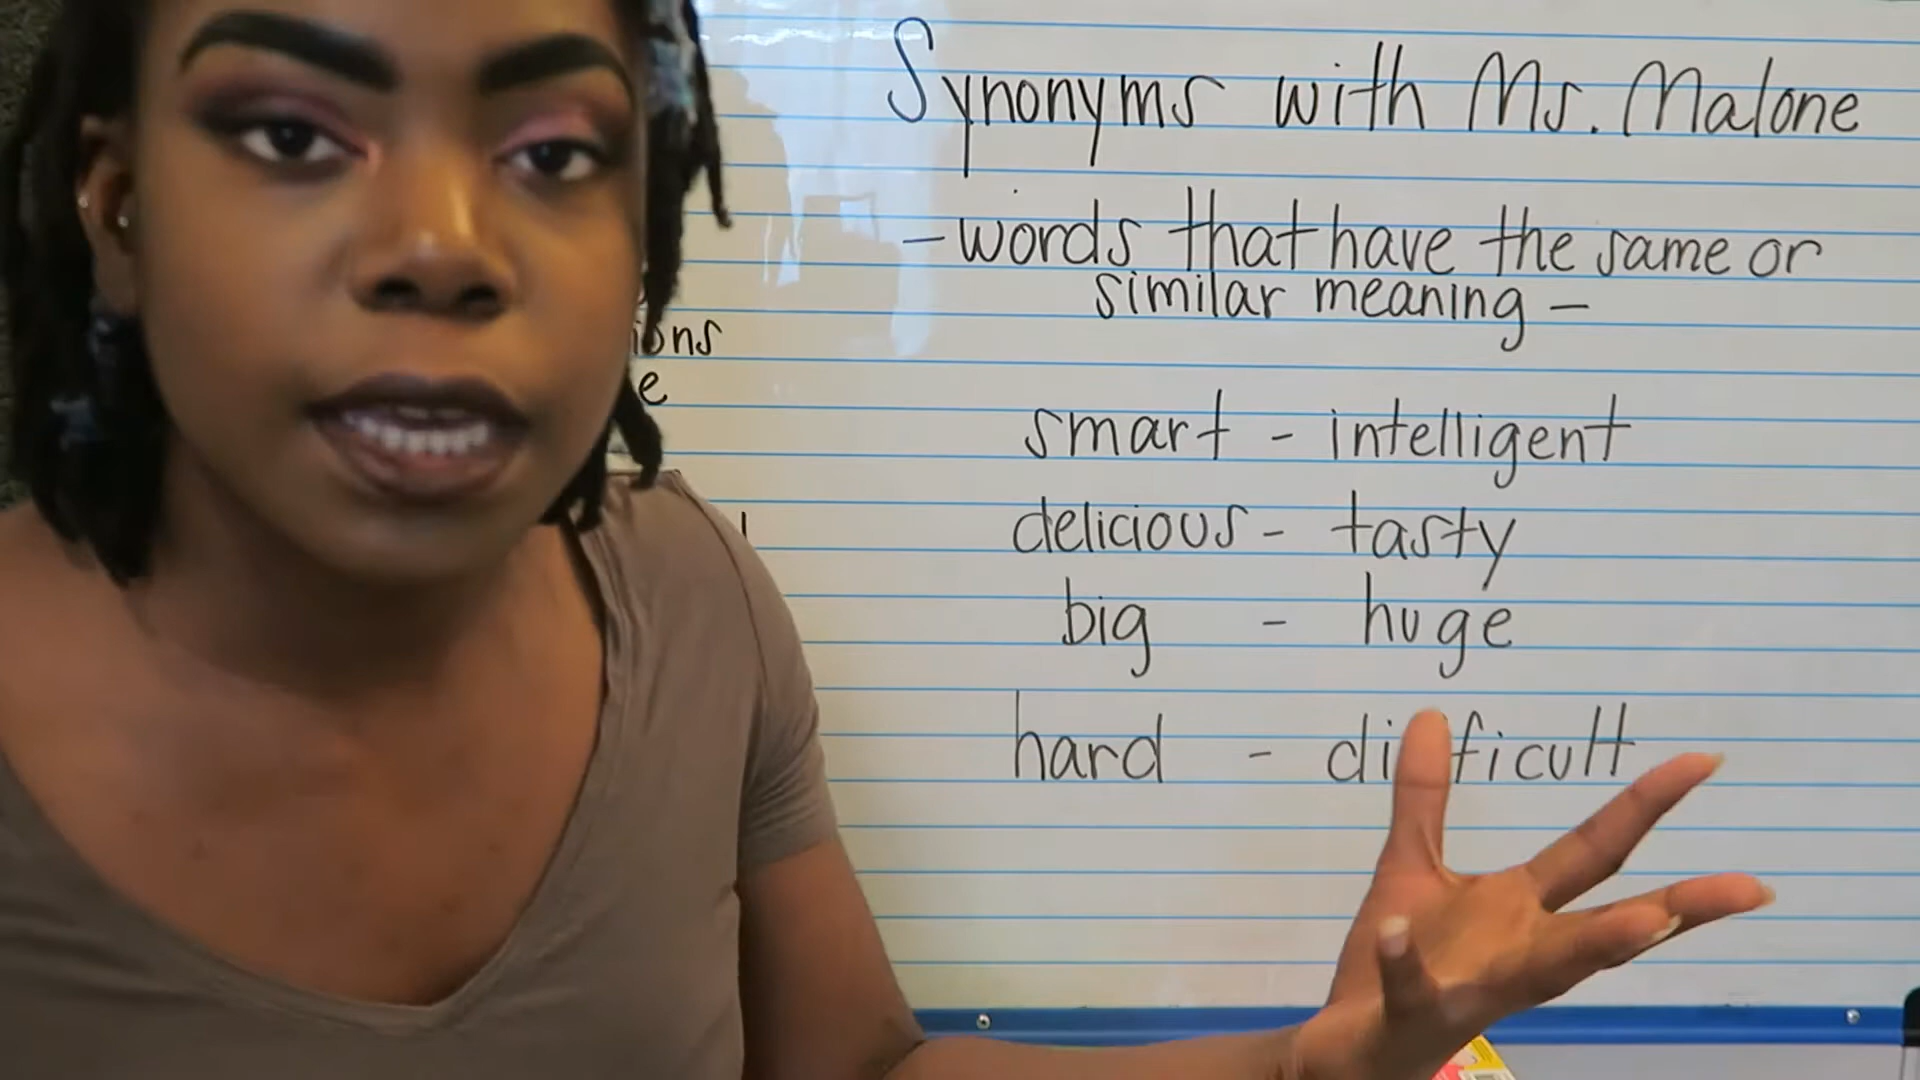 Synonyms with Ms. Malone
- words that have the same or
similar meaning -
smart - intelligent
delicious - tasty
big - huge
hard - difficult